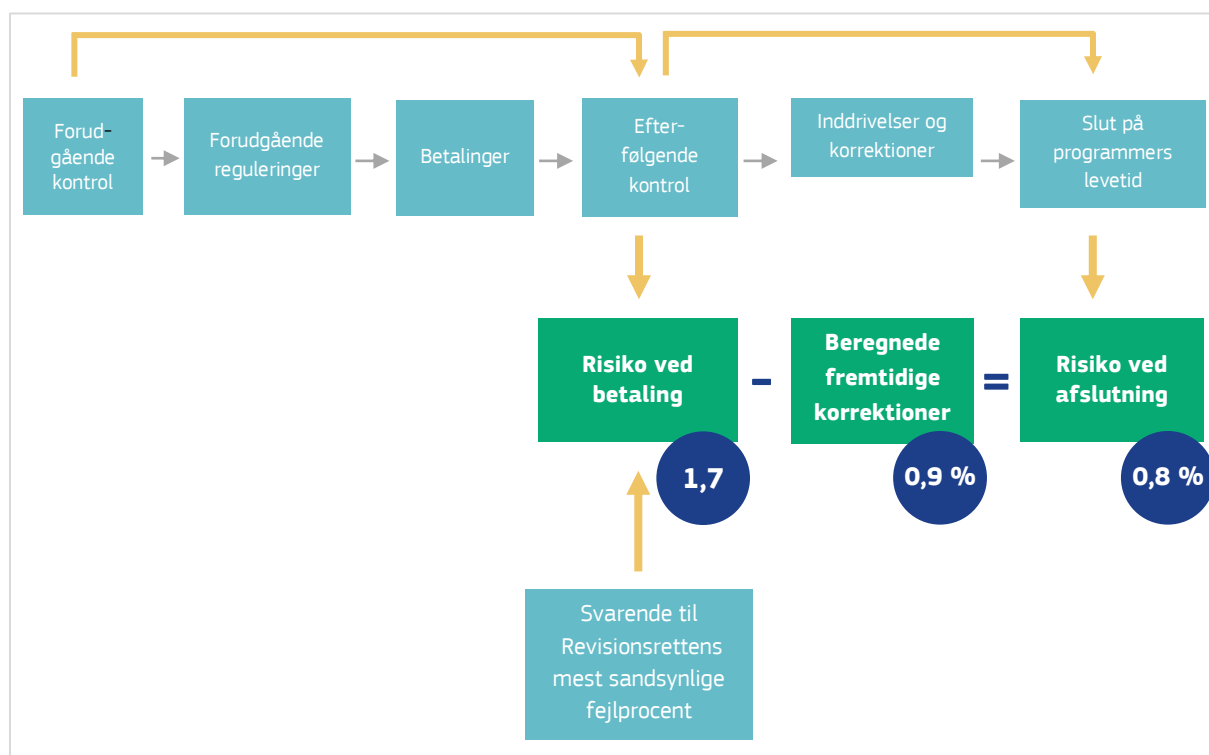 Forud-
gående
kontrol
Forudgående
reguleringer
Betalinger
Efter-
følgende
kontrol
Inddrivelser og
korrektioner
Slut på
programmers
levetid
Risiko ved
betaling
–
Beregnede
fremtidige
korrektioner
=
Risiko ved
afslutning
1,7
0,9 %
0,8 %
Svarende til
Revisionsrettens
mest sandsynlige
fejlprocent